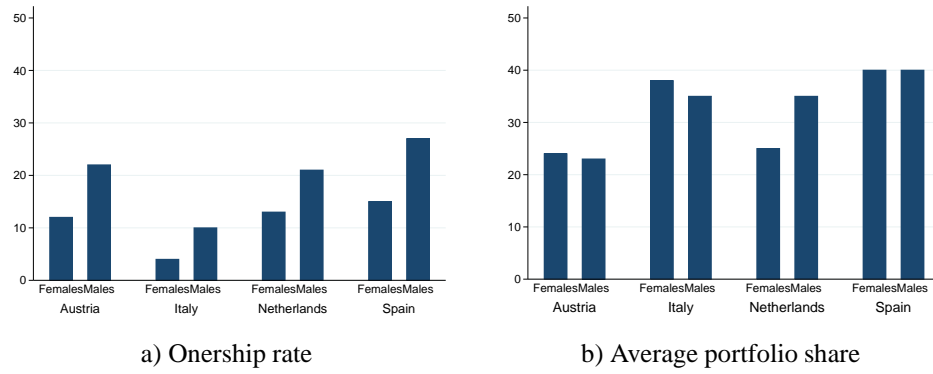 50
40
30
20
10
0
FemalesMales FemalesMales FemalesMales FemalesMales
Austria Italy Netherlands Spain
a) Onership rate
50
40
30
20
10
0
FemalesMales FemalesMales FemalesMales FemalesMales
Austria Italy Netherlands Spain
b) Average portfolio share